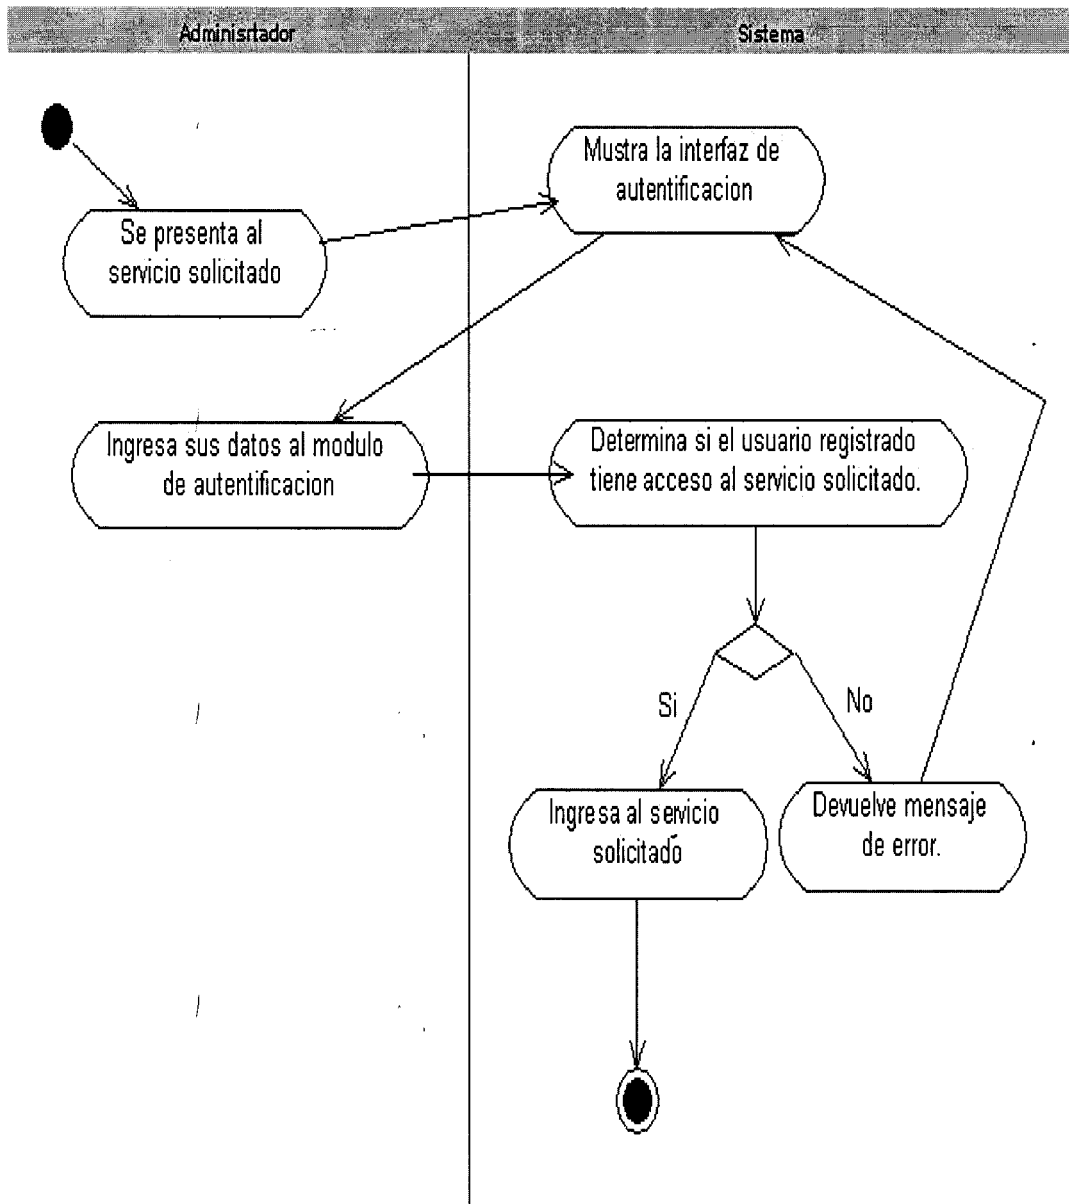 Adminisrtador
Sistema
Mustra la interfaz de
autentificacion
Se presenta al
servicio solicitado
Ingresa sus datos al modulo
de autentificacion
Determina si el usuario registrado
tiene acceso al servicio solicitado.
Si
No
Ingresa al servicio
solicitado
Devuelve mensaje
de error.